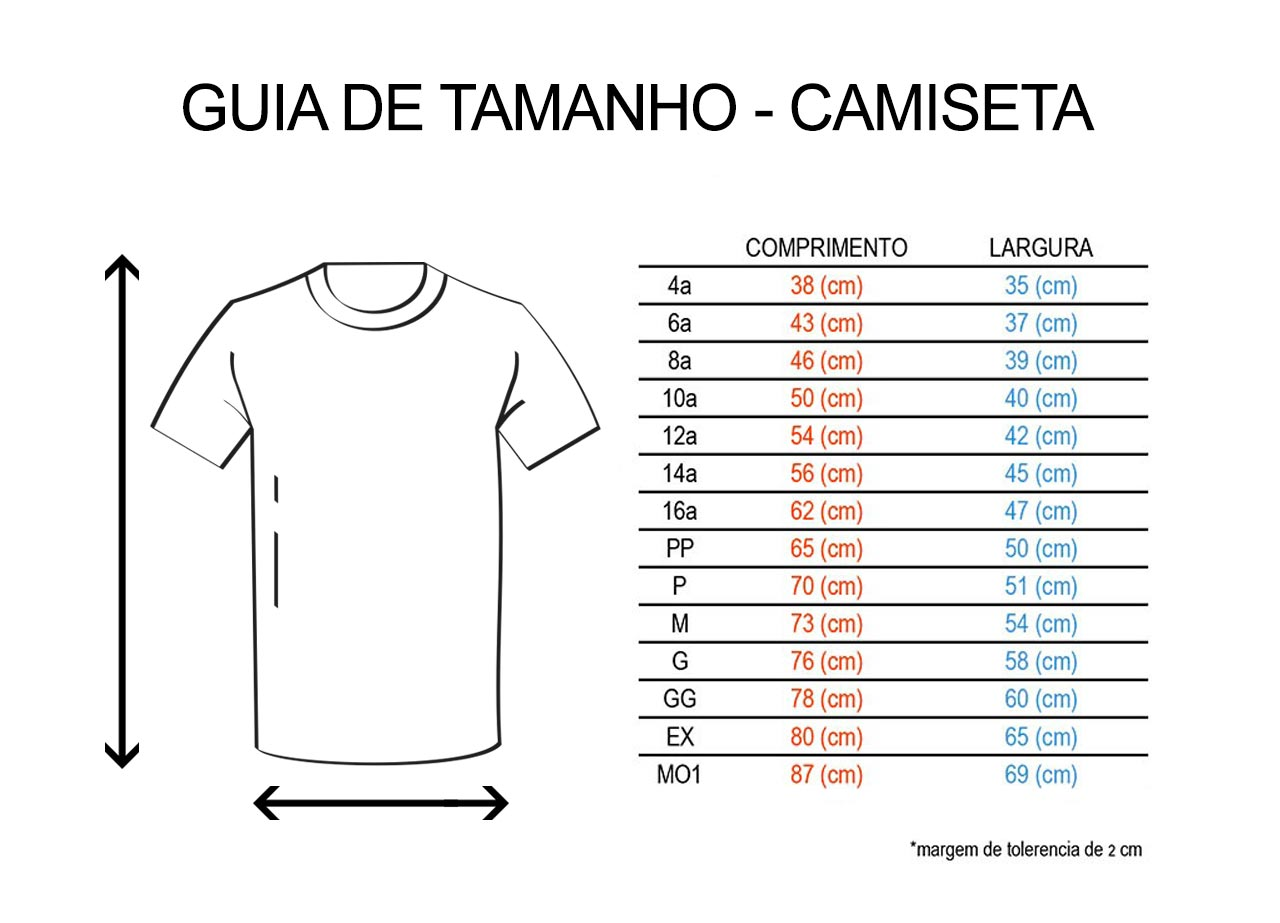 GUIA DE TAMANHO - CAMISETA
COMPRIMENTO LARGURA
4a 38 (cm) 35 (cm)
6a 43 (cm) 37 (cm)
8a 46 (cm) 39 (cm)
10a 50 (cm) 40 (cm)
12a 54 (cm) 42 (cm)
14a 56 (cm) 45 (cm)
16a 62 (cm) 47 (cm)
PP 65 (cm) 50 (cm)
P 70 (cm) 51 (cm)
M 73 (cm) 54 (cm)
G 76 (cm) 58 (cm)
GG 78 (cm) 60 (cm)
EX 80 (cm) 65 (cm)
MO1 87 (cm) 69 (cm)
*margem de tolerencia de 2 cm